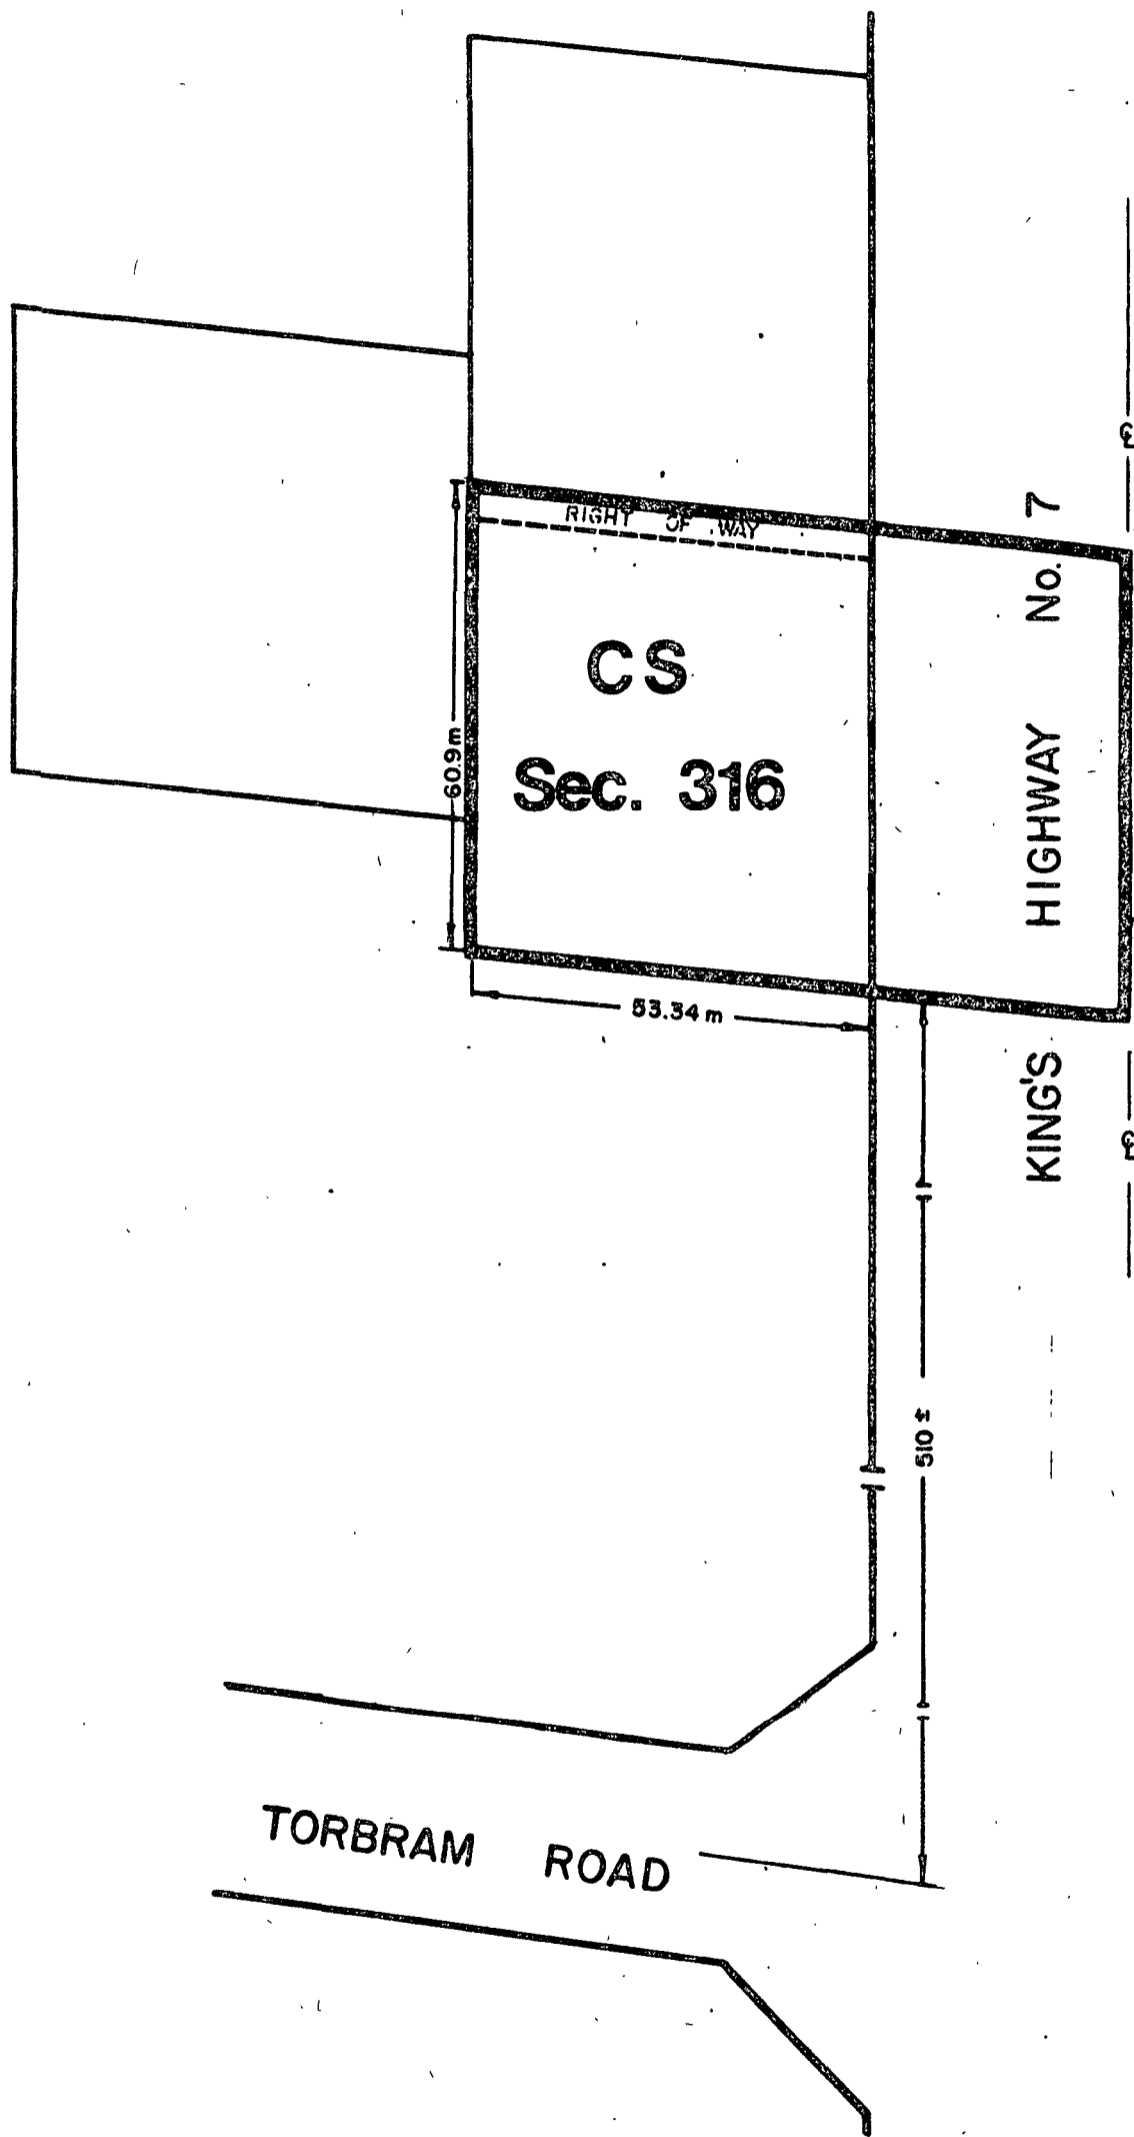 RIGHT OF WAY
CS
Sec. 316
60.9m
53.34 m
KING'S HIGHWAY No. 7
℄
℄
510 ±
TORBRAM ROAD